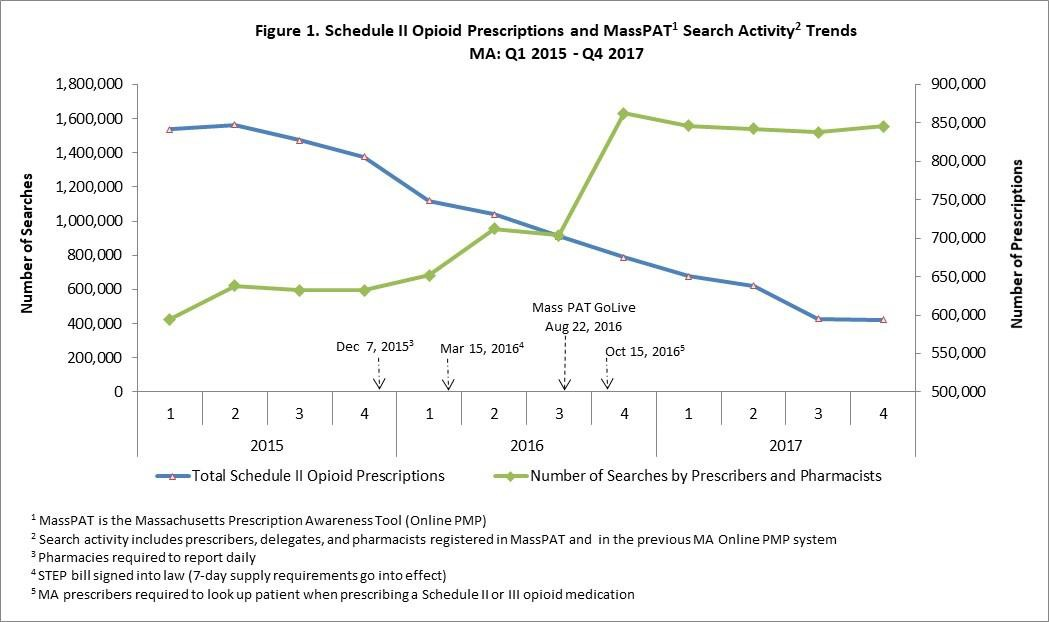 Figure 1. Schedule II Opioid Prescriptions and MassPAT¹ Search Activity² Trends
MA: Q1 2015 - Q4 2017
Number of Searches
1,800,000
1,600,000
1,400,000
1,200,000
1,000,000
800,000
600,000
400,000
200,000
0
900,000
850,000
800,000
750,000
700,000
650,000
600,000
550,000
500,000
Number of Prescriptions
Dec 7, 2015³
Mar 15, 2016⁴
Mass PAT GoLive
Aug 22, 2016
Oct 15, 2016⁵
1 2 3 4 1 2 3 4 1 2 3 4
2015 2016 2017
Total Schedule II Opioid Prescriptions
Number of Searches by Prescribers and Pharmacists
¹ MassPAT is the Massachusetts Prescription Awareness Tool (Online PMP)
² Search activity includes prescribers, delegates, and pharmacists registered in MassPAT and in the previous MA Online PMP system
³ Pharmacies required to report daily
⁴ STEP bill signed into law (7-day supply requirements go into effect)
⁵ MA prescribers required to look up patient when prescribing a Schedule II or III opioid medication